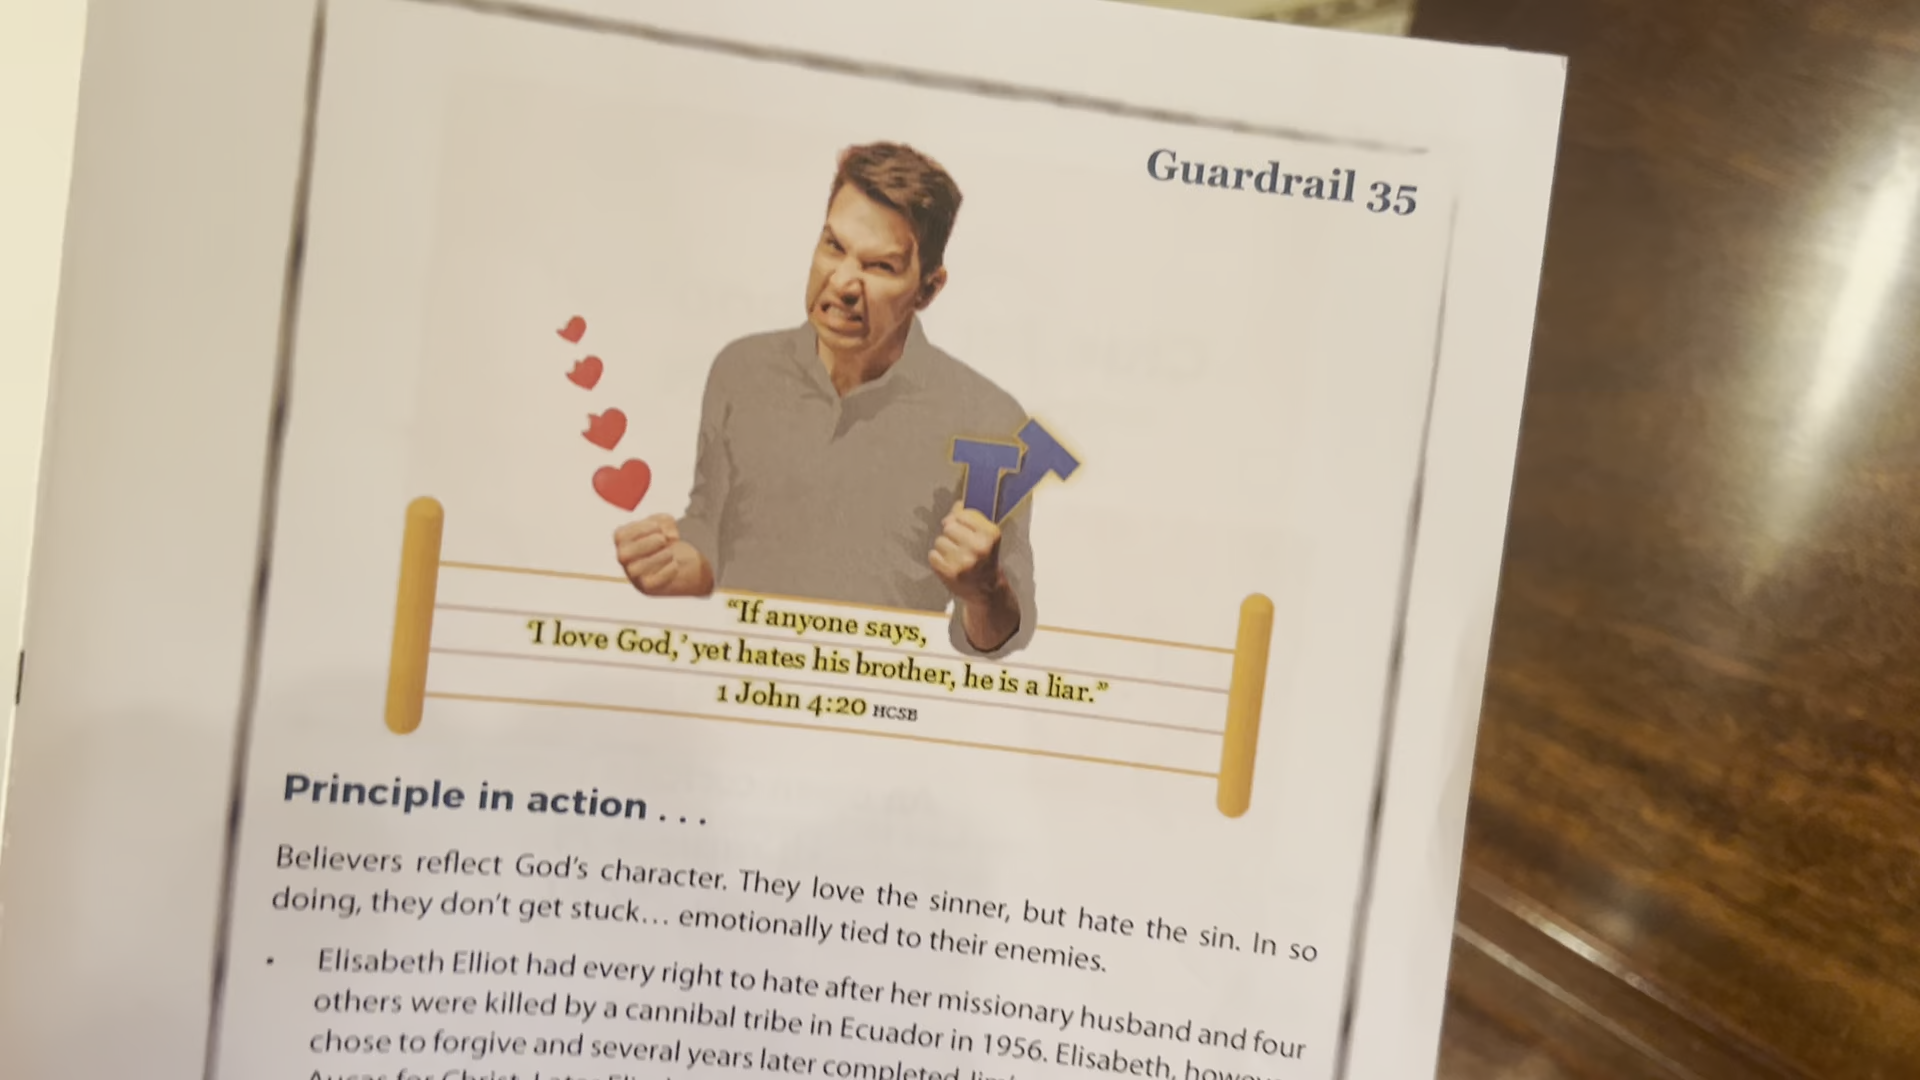 Guardrail 35
T T
“If anyone says,
‘I love God,’ yet hates his brother, he is a liar.”
1 John 4:20 HCSB
Principle in action . . .
Believers reflect God’s character. They love the sinner, but hate the sin. In so
doing, they don’t get stuck… emotionally tied to their enemies.
• Elisabeth Elliot had every right to hate after her missionary husband and four
others were killed by a cannibal tribe in Ecuador in 1956. Elisabeth,
chose to forgive and several years later completed